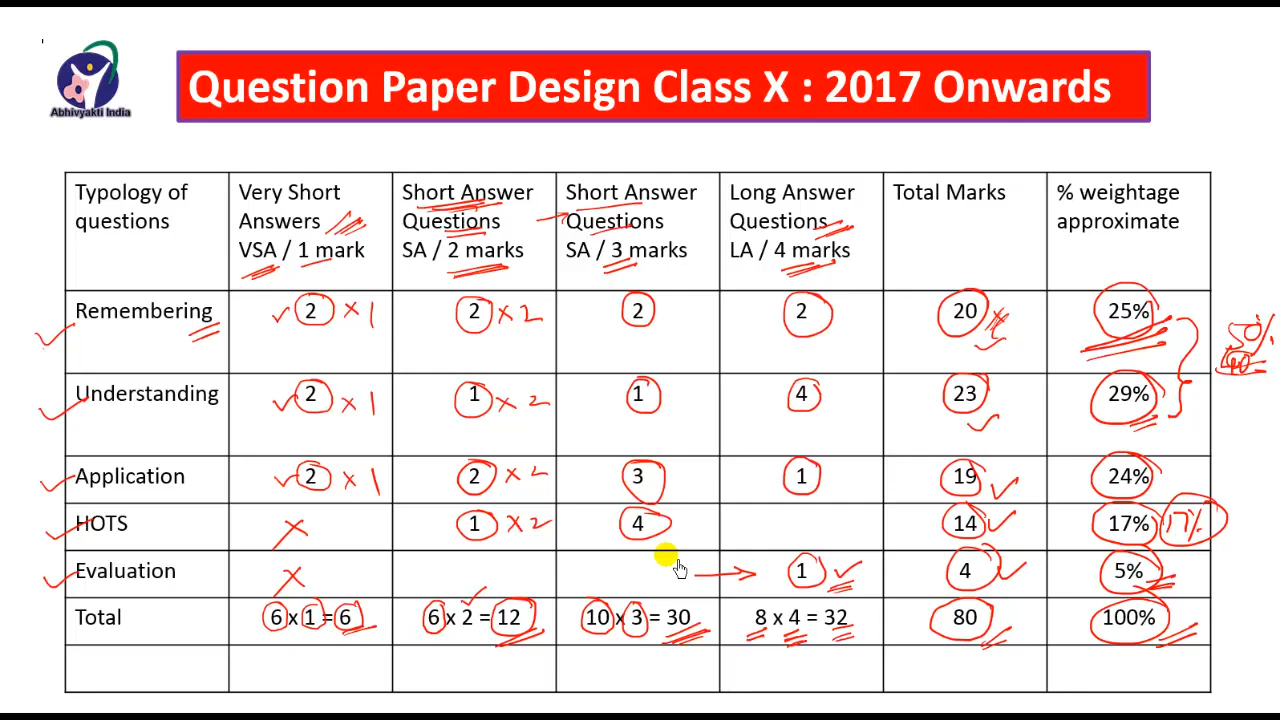 Abhivyakti India
Question Paper Design Class X : 2017 Onwards
Typology of questions
Very Short Answers VSA / 1 mark
Short Answer Questions SA / 2 marks
Short Answer Questions SA / 3 marks
Long Answer Questions LA / 4 marks
Total Marks
% weightage approximate
Remembering 2 x 1 2 x 2 2 2 20 25%
50%
40
Understanding 2 x 1 1 x 2 1 4 23 29%
Application 2 x 1 2 x 2 3 1 19 24%
HOTS x 1 x 2 4 14 17% 17%
Evaluation x 1 4 5%
Total 6 x 1 = 6 6 x 2 = 12 10 x 3 = 30 8 x 4 = 32 80 100%